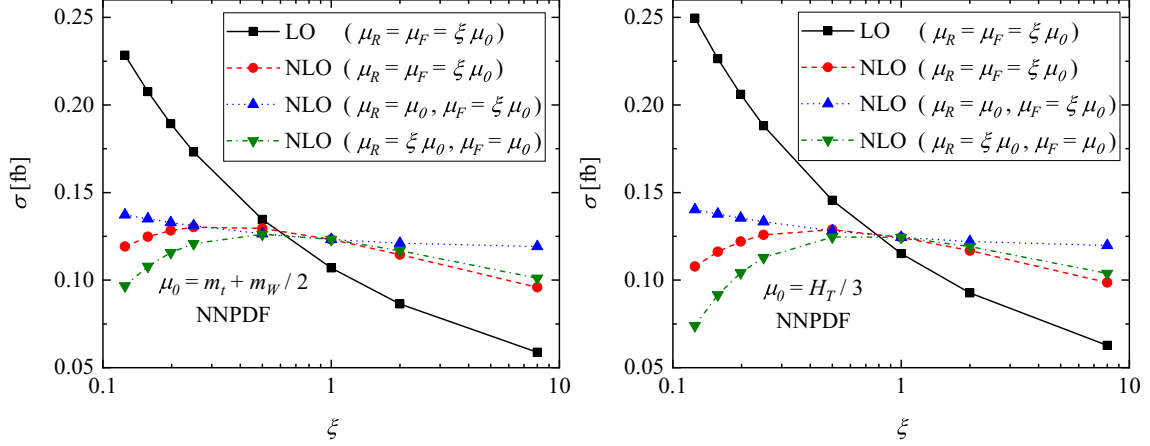 0.25
0.20
0.15
0.10
0.05
σ [fb]
LO ( μR = μF = ξ μ0 )
NLO ( μR = μF = ξ μ0 )
NLO ( μR = μ0 , μF = ξ μ0 )
NLO ( μR = ξ μ0 , μF = μ0 )
μ0 = mt + mW / 2
NNPDF
0.1
1
10
ξ
0.25
0.20
0.15
0.10
0.05
σ [fb]
LO ( μR = μF = ξ μ0 )
NLO ( μR = μF = ξ μ0 )
NLO ( μR = μ0 , μF = ξ μ0 )
NLO ( μR = ξ μ0 , μF = μ0 )
μ0 = HT / 3
NNPDF
0.1
1
10
ξ